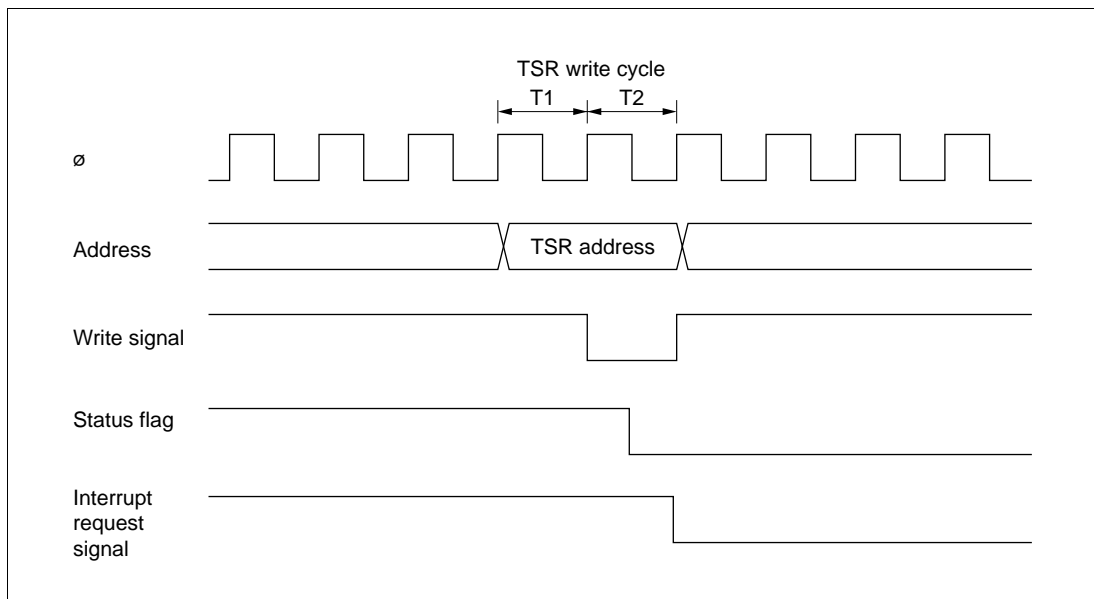 TSR write cycle
T1 T2
ø
Address TSR address
Write signal
Status flag
Interrupt
request
signal